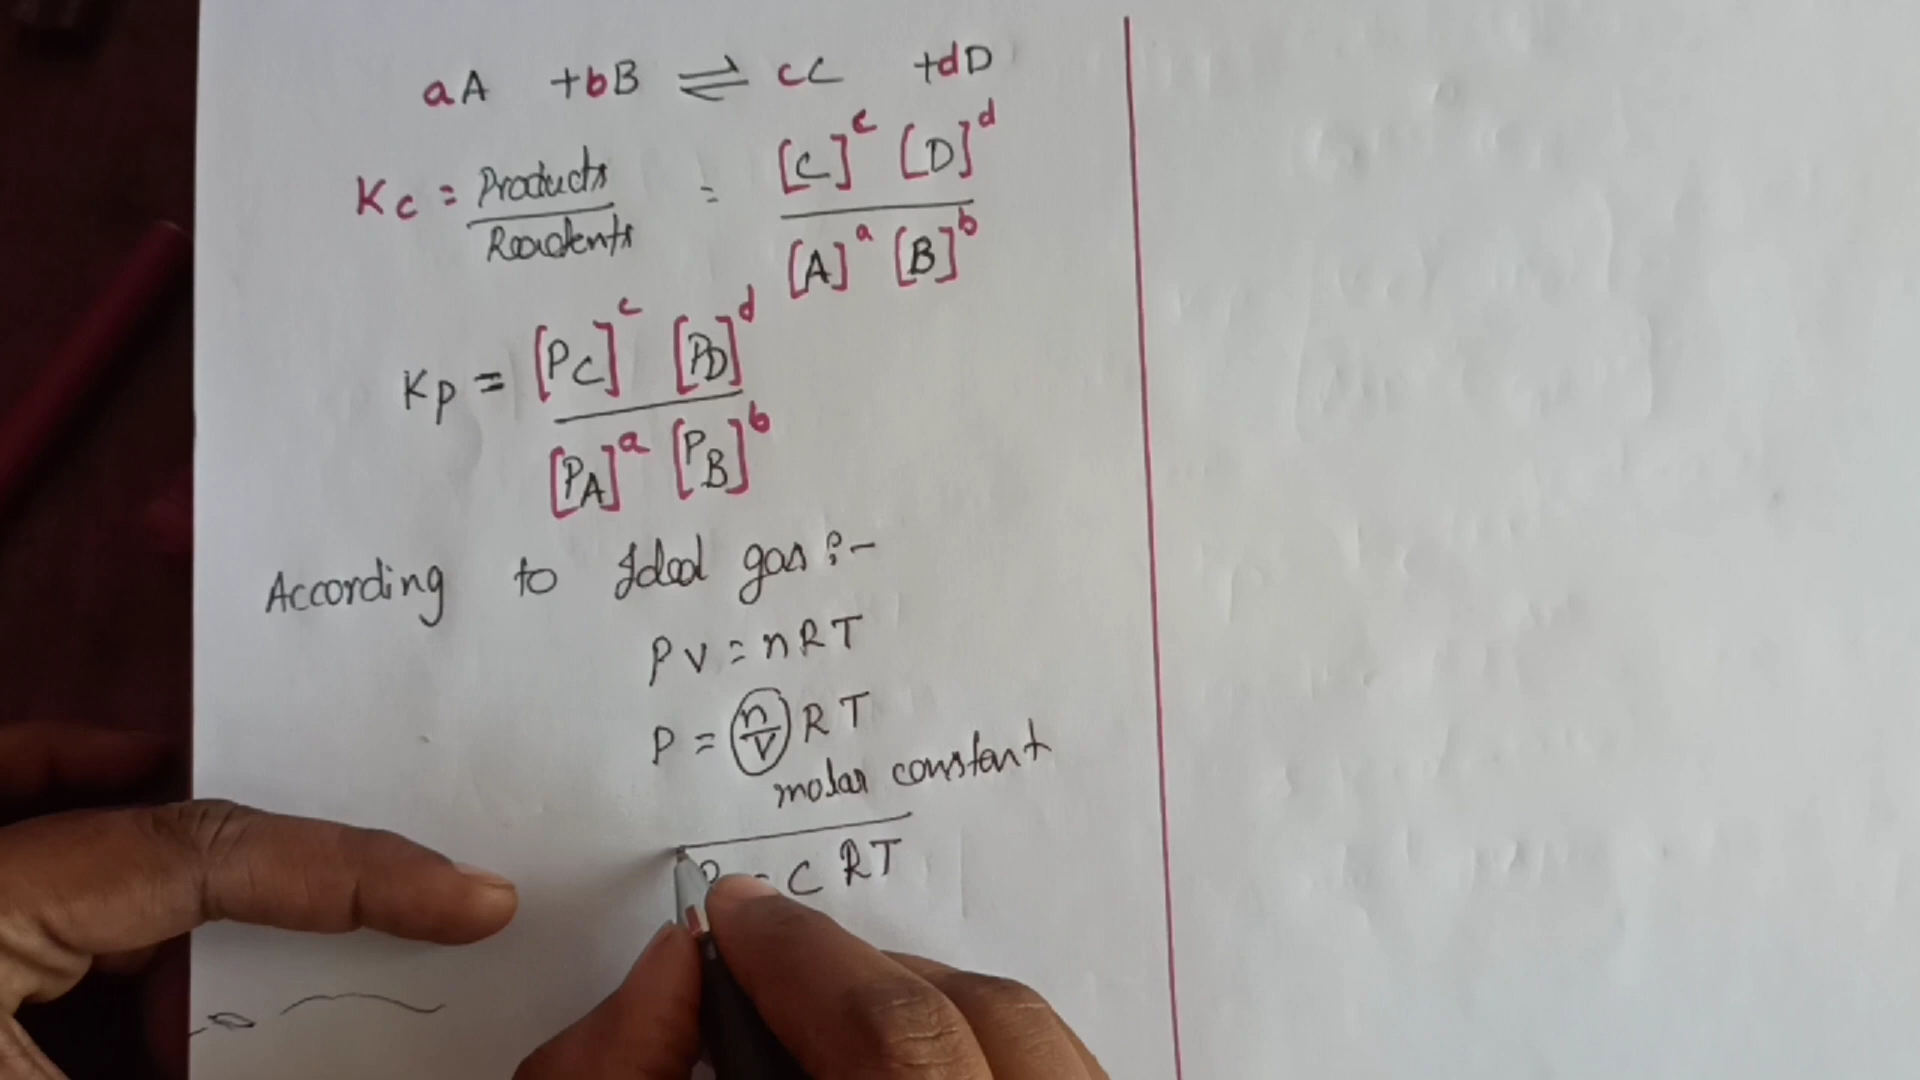 aA + bB ⇌ cC + dD
Kc = Products / Reactents = [C]^c [D]^d / [A]^a [B]^b
Kp = [PC]^c [PD]^d / [PA]^a [PB]^b
According to Ideal gas :-
PV = nRT
P = (n/V) RT
molar constant
P = C RT